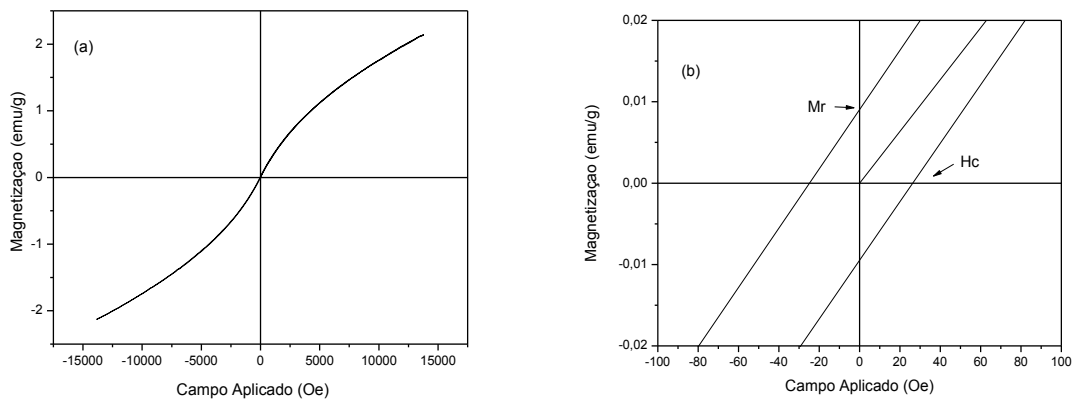 (a)
2
1
0
-1
-2
-15000 -10000 -5000 0 5000 10000 15000
Magnetizaçao (emu/g)
Campo Aplicado (Oe)
(b)
0,02
0,01
0,00
-0,01
-0,02
-100 -80 -60 -40 -20 0 20 40 60 80 100
Mr
Hc
Magnetizaçao (emu/g)
Campo Aplicado (Oe)